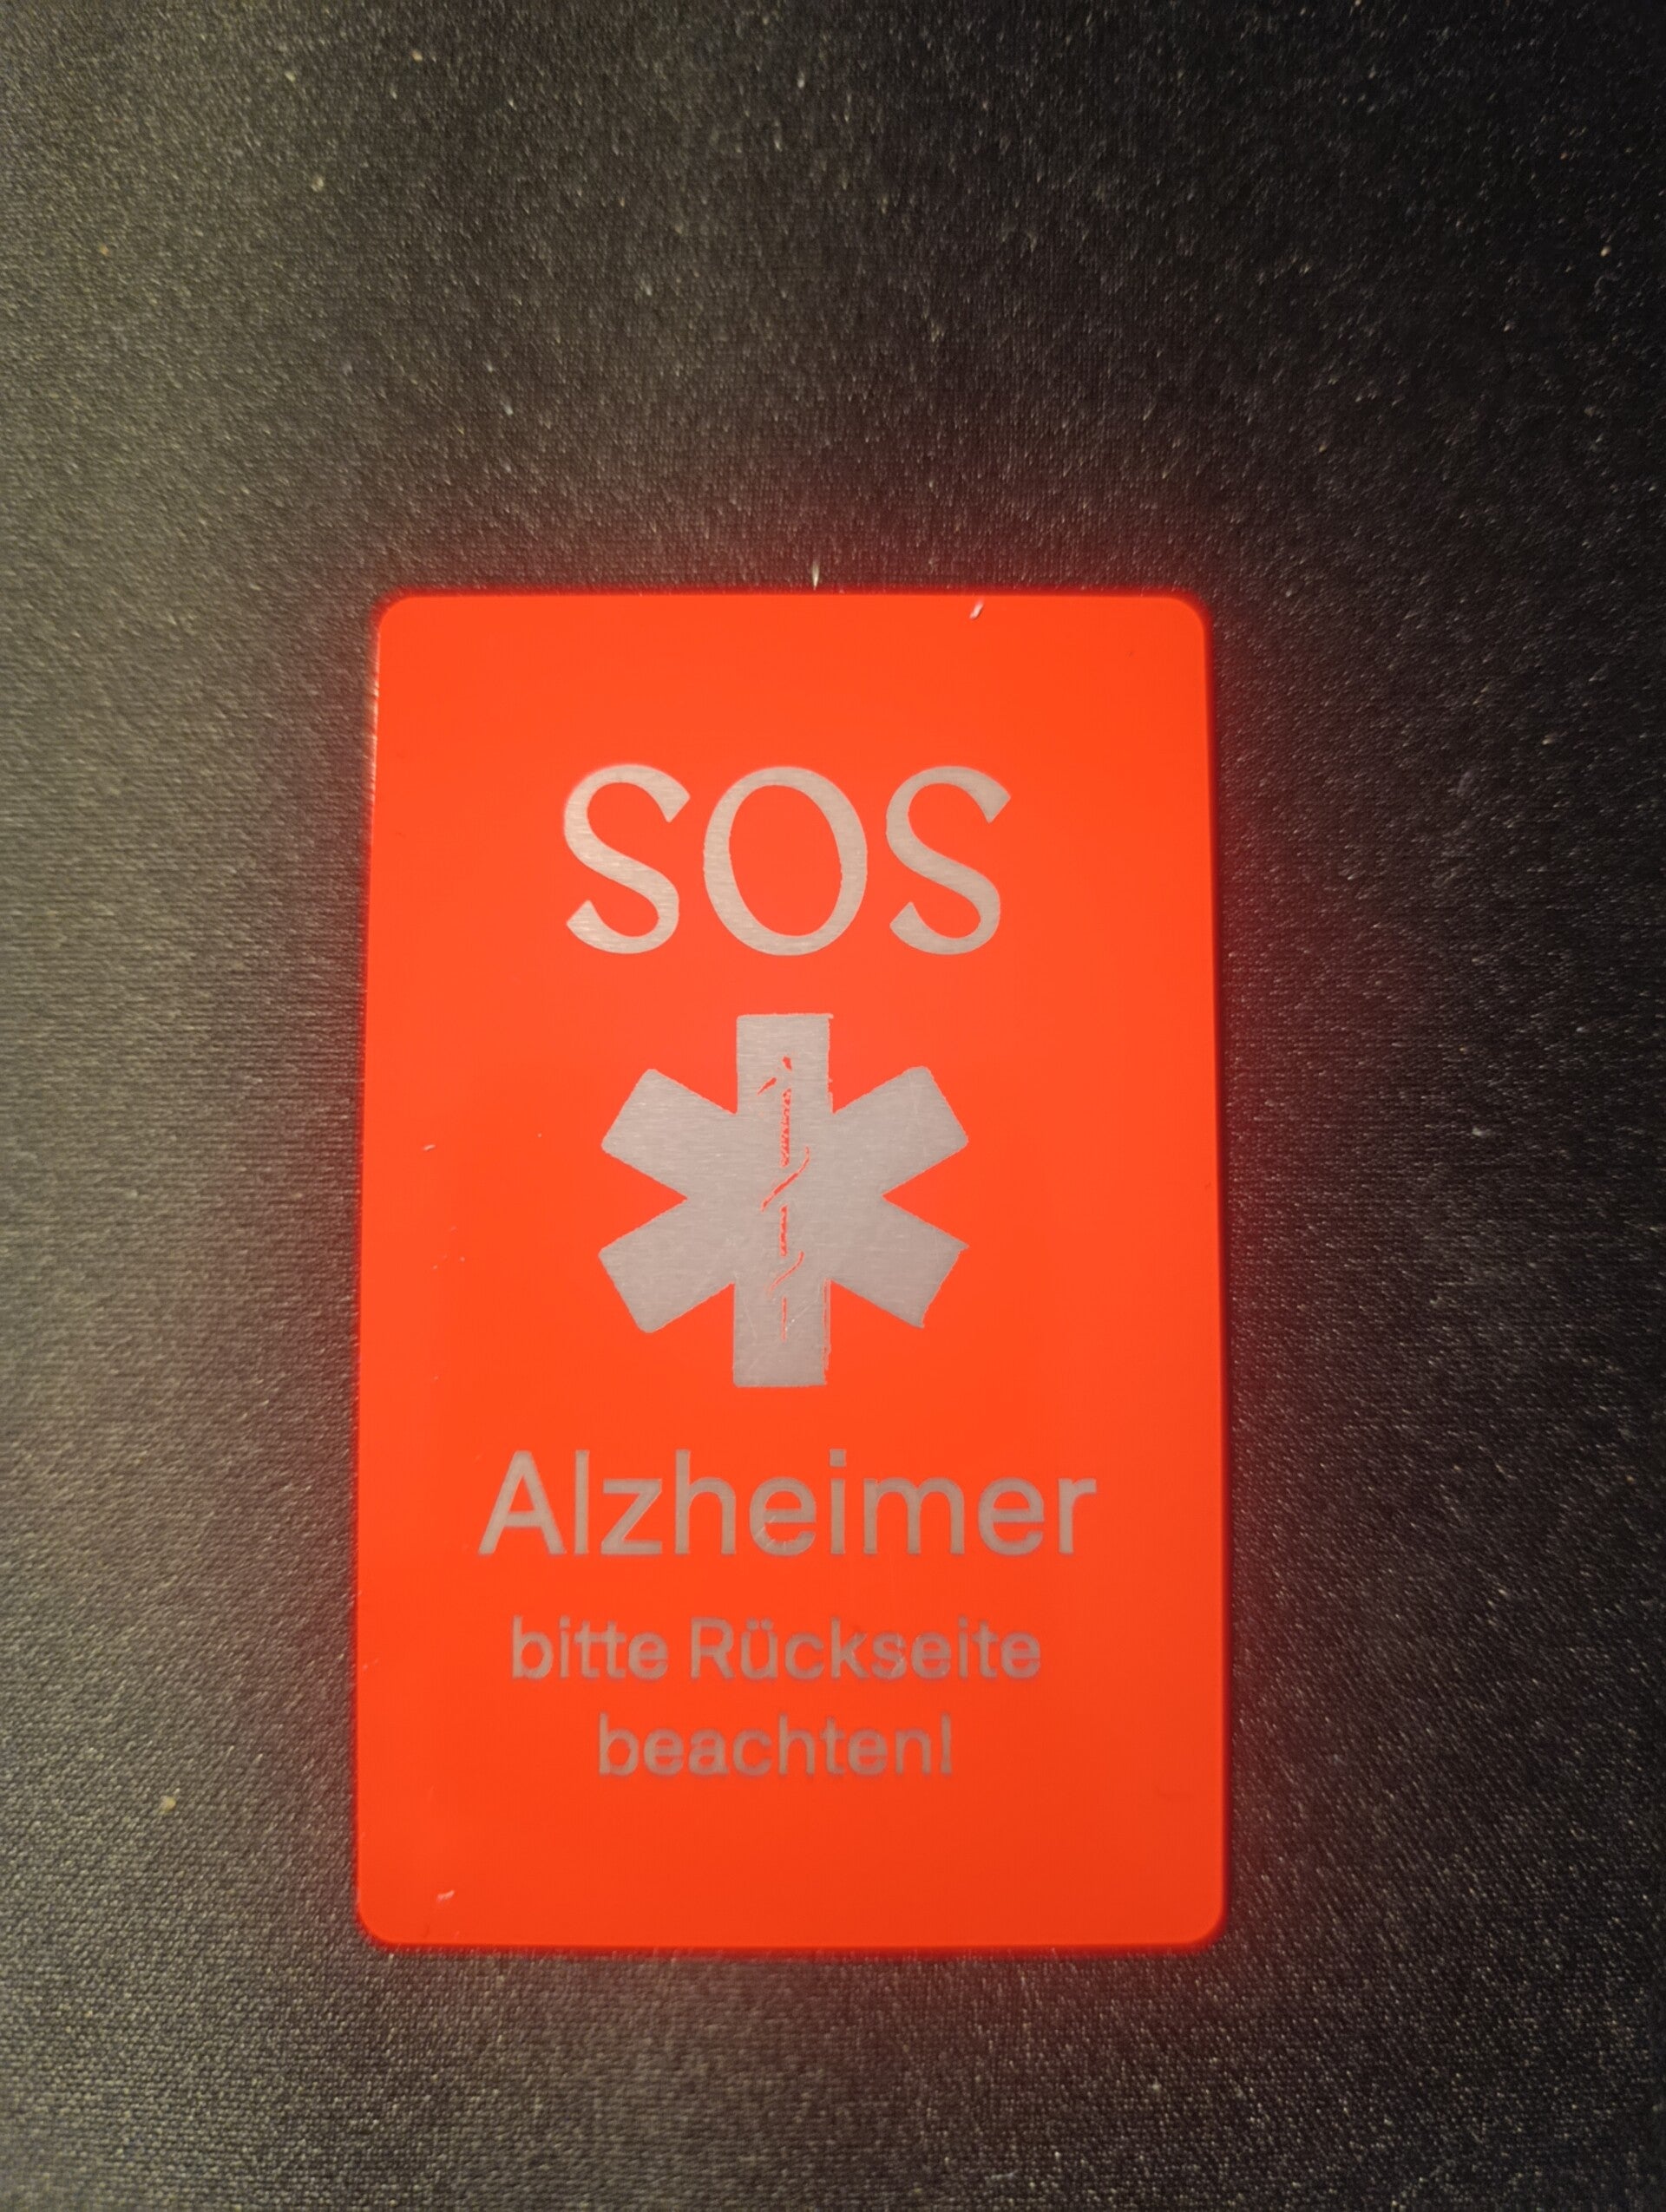 SOS
Alzheimer
bitte Rückseite
beachten!